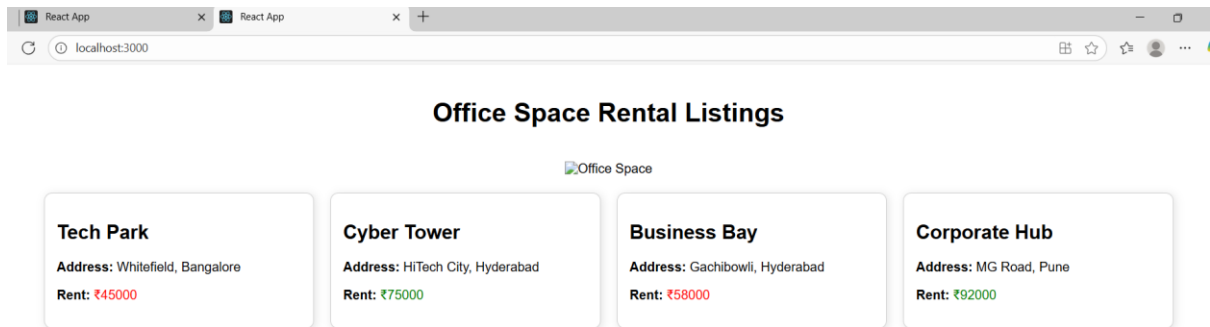 React App
React App
localhost:3000
Office Space Rental Listings
Office Space
Tech Park
Address: Whitefield, Bangalore
Rent: ₹45000
Cyber Tower
Address: HiTech City, Hyderabad
Rent: ₹75000
Business Bay
Address: Gachibowli, Hyderabad
Rent: ₹58000
Corporate Hub
Address: MG Road, Pune
Rent: ₹92000